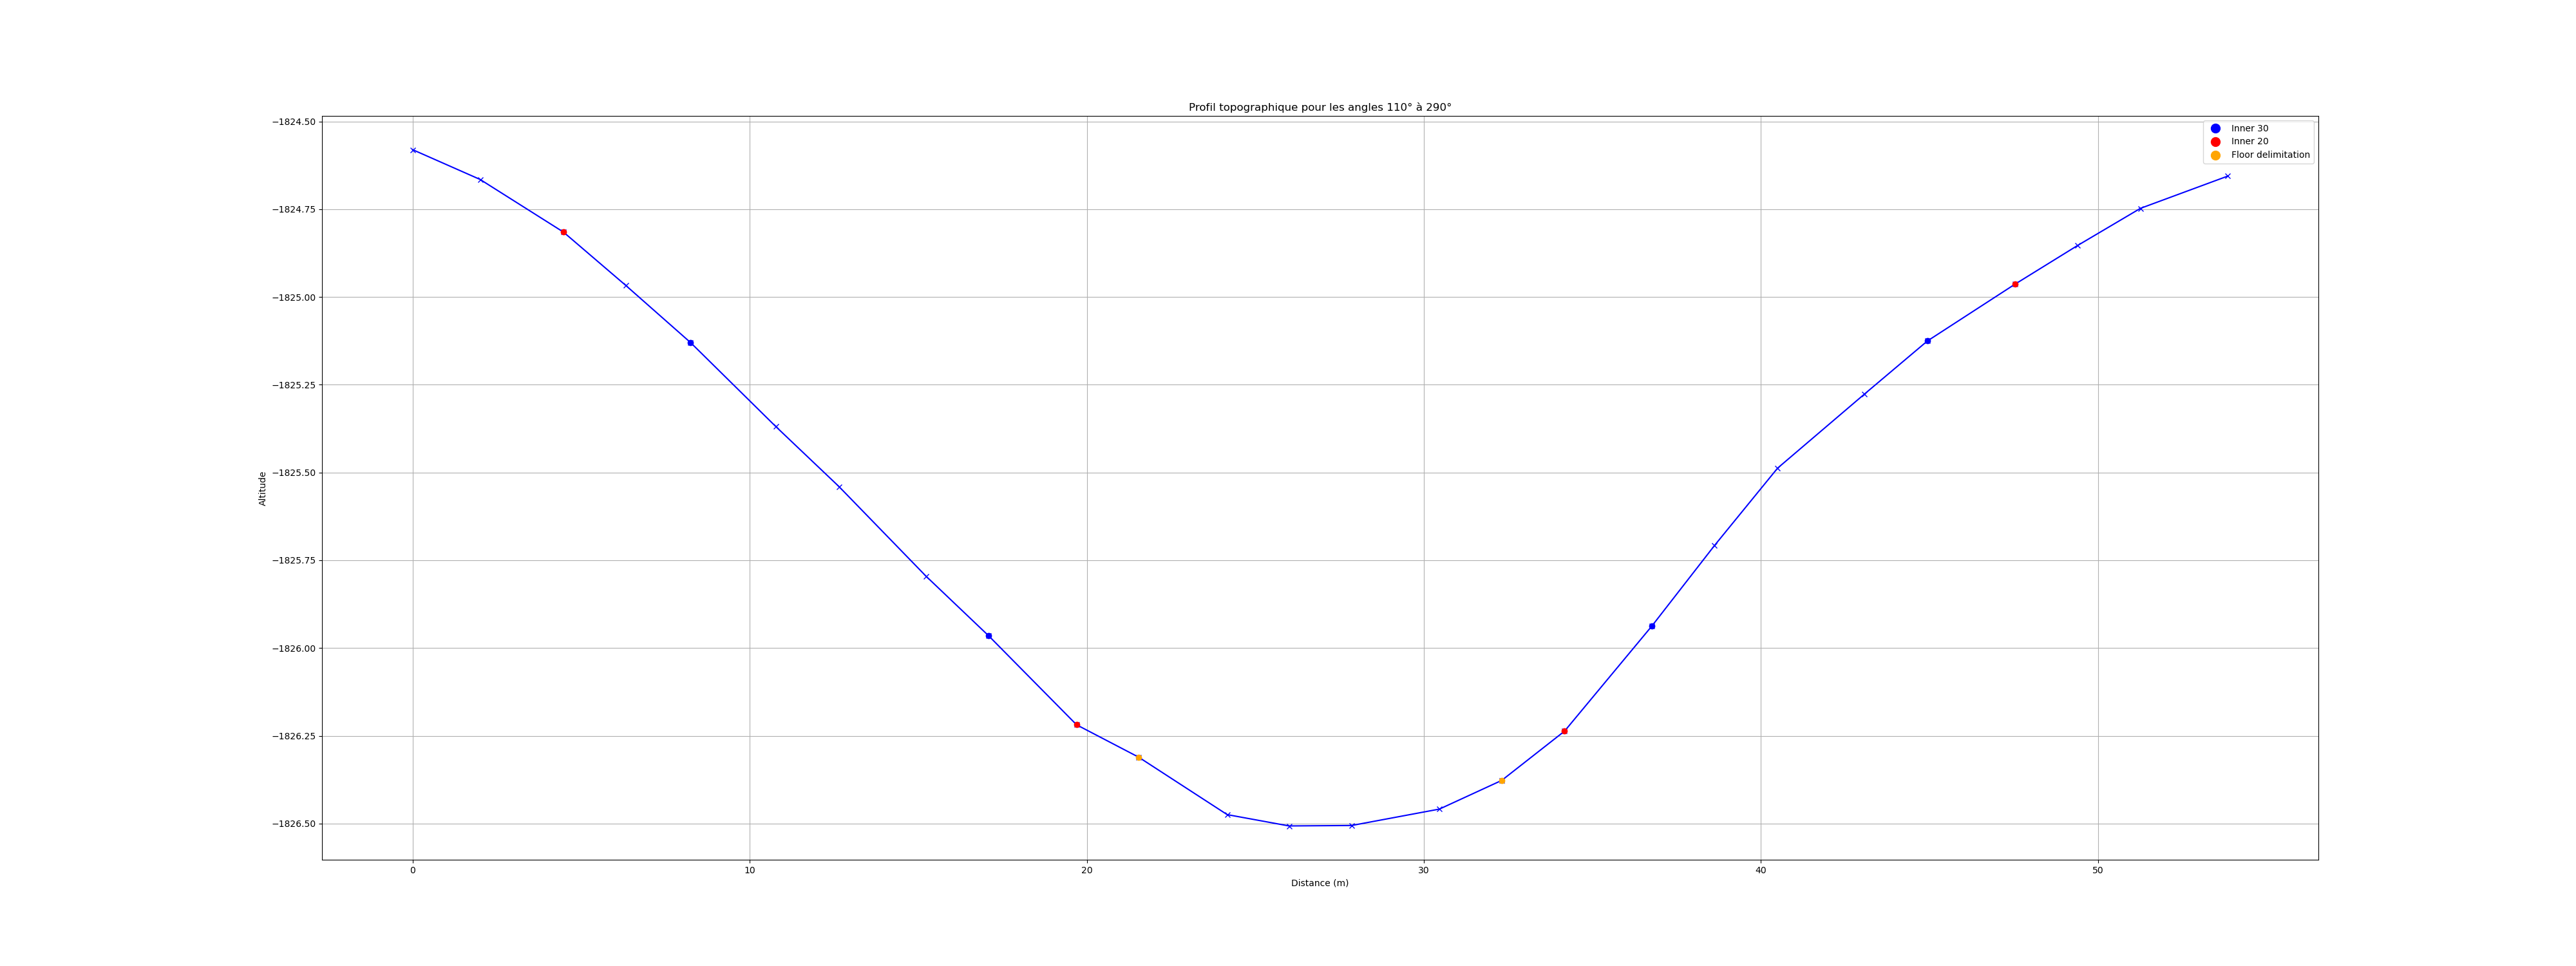 Profil topographique pour les angles 110° à 290°
Inner 30
Inner 20
Floor delimitation
Altitude
−1824.50
−1824.75
−1825.00
−1825.25
−1825.50
−1825.75
−1826.00
−1826.25
−1826.50
0 10 20 30 40 50
Distance (m)